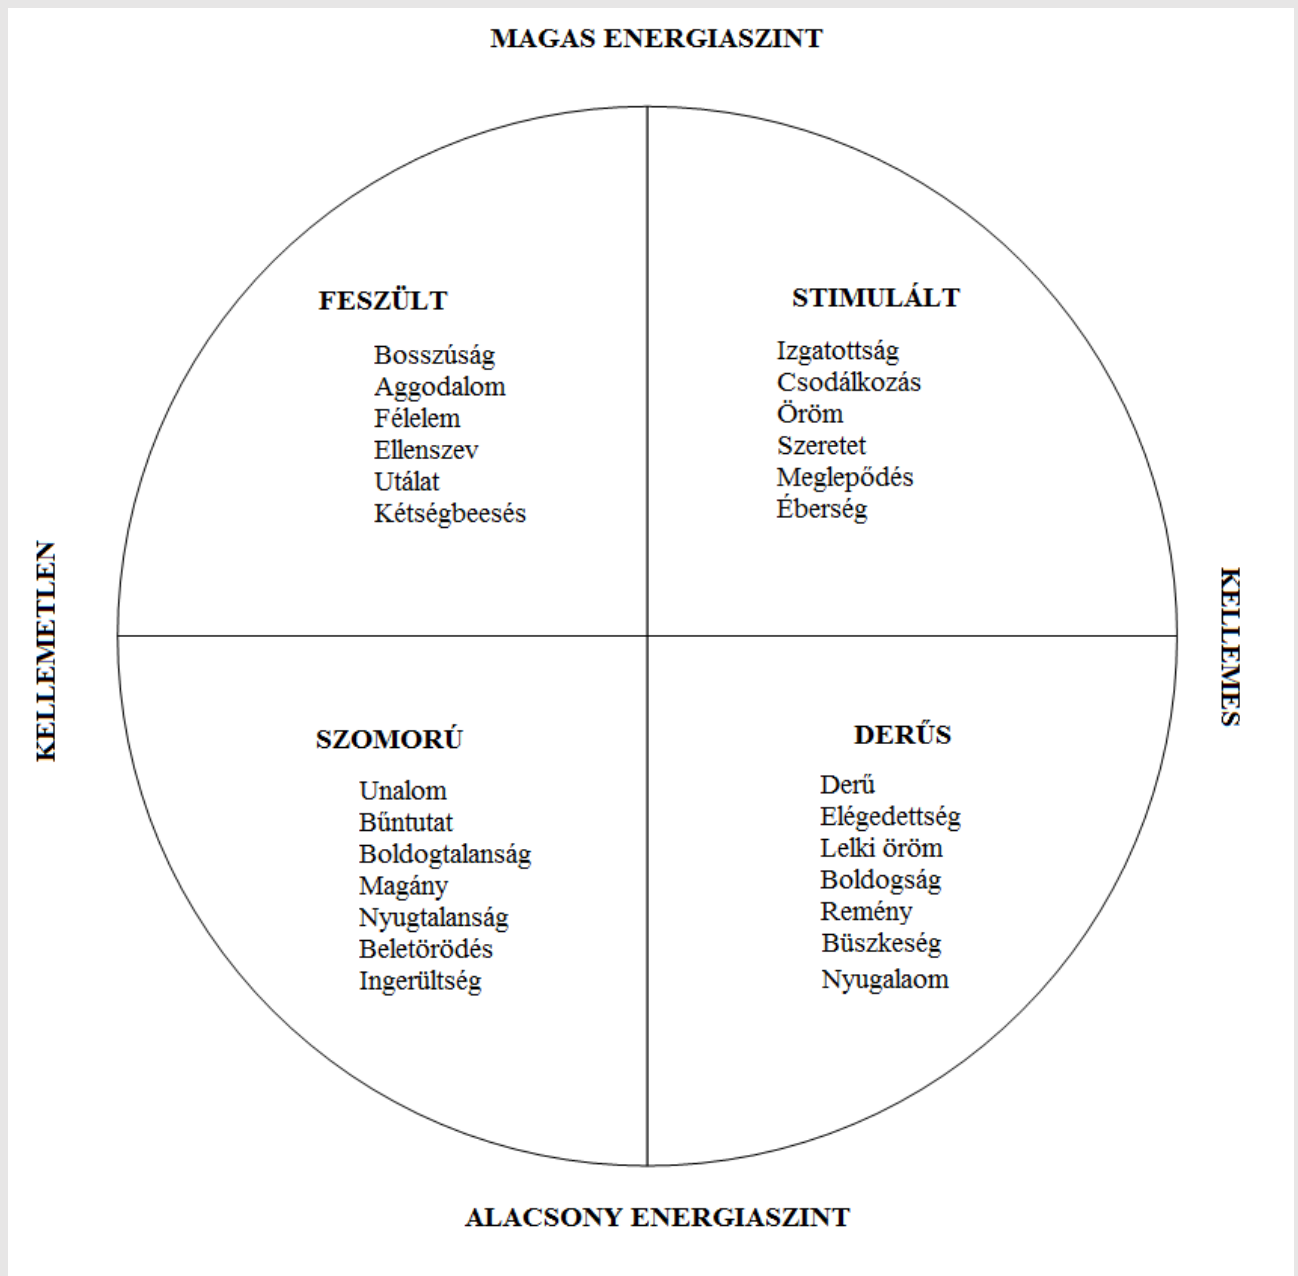 MAGAS ENERGIASZINT
FESZÜLT
Bosszúság
Aggodalom
Félelem
Ellenszev
Utálat
Kétségbeesés
STIMULÁLT
Izgatottság
Csodálkozás
Öröm
Szeretet
Meglepődés
Éberség
KELLEMETLEN
KELLEMES
SZOMORÚ
Unalom
Bűntutat
Boldogtalanság
Magány
Nyugtalanság
Beletörödés
Ingerültség
DERŰS
Derű
Elégedettség
Lelki öröm
Boldogság
Remény
Büszkeség
Nyugalaom
ALACSONY ENERGIASZINT